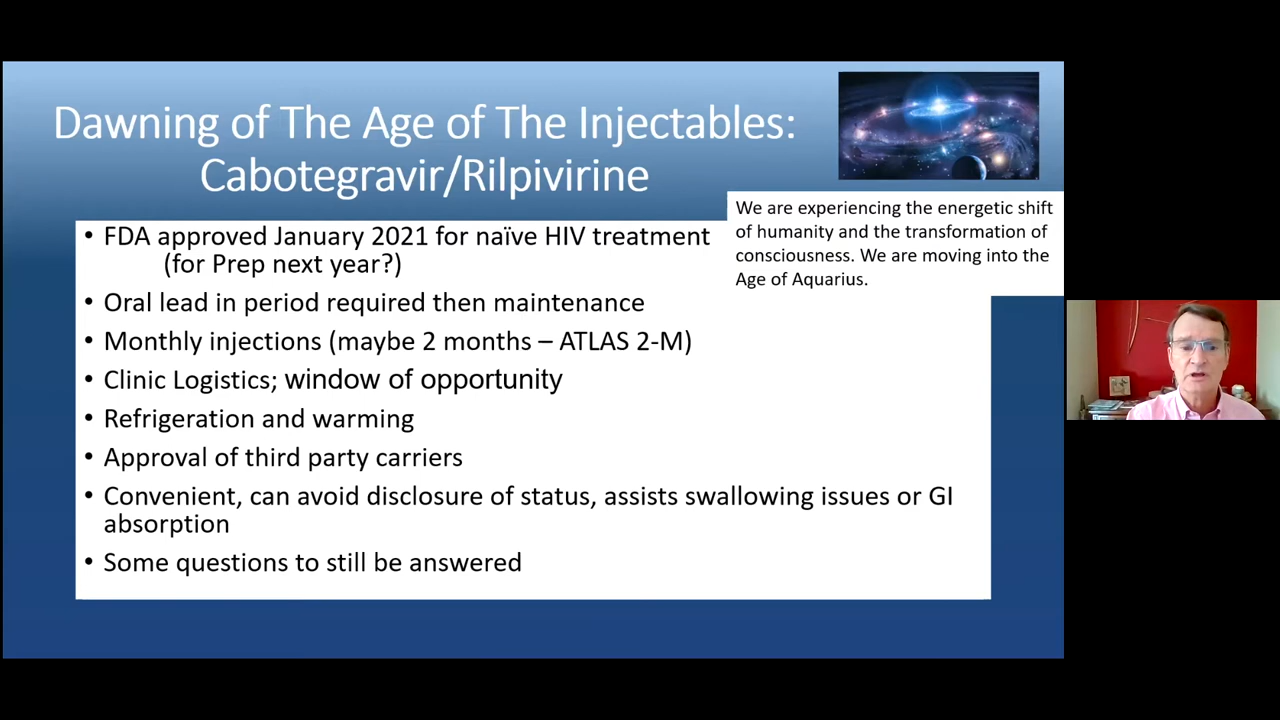 Dawning of The Age of The Injectables:
Cabotegravir/Rilpivirine
We are experiencing the energetic shift
of humanity and the transformation of
consciousness. We are moving into the
Age of Aquarius.
• FDA approved January 2021 for naïve HIV treatment
(for Prep next year?)
• Oral lead in period required then maintenance
• Monthly injections (maybe 2 months – ATLAS 2-M)
• Clinic Logistics; window of opportunity
• Refrigeration and warming
• Approval of third party carriers
• Convenient, can avoid disclosure of status, assists swallowing issues or GI
absorption
• Some questions to still be answered